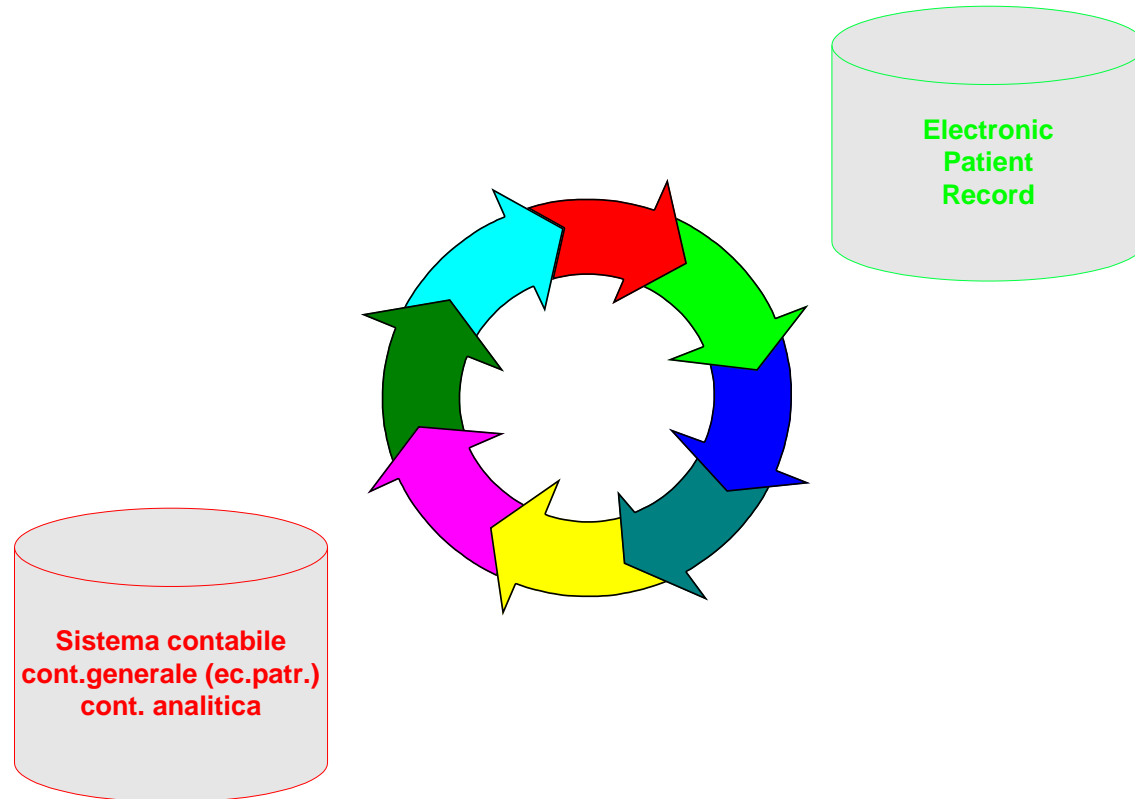 Electronic
Patient
Record
Sistema contabile
cont.generale (ec.patr.)
cont. analitica